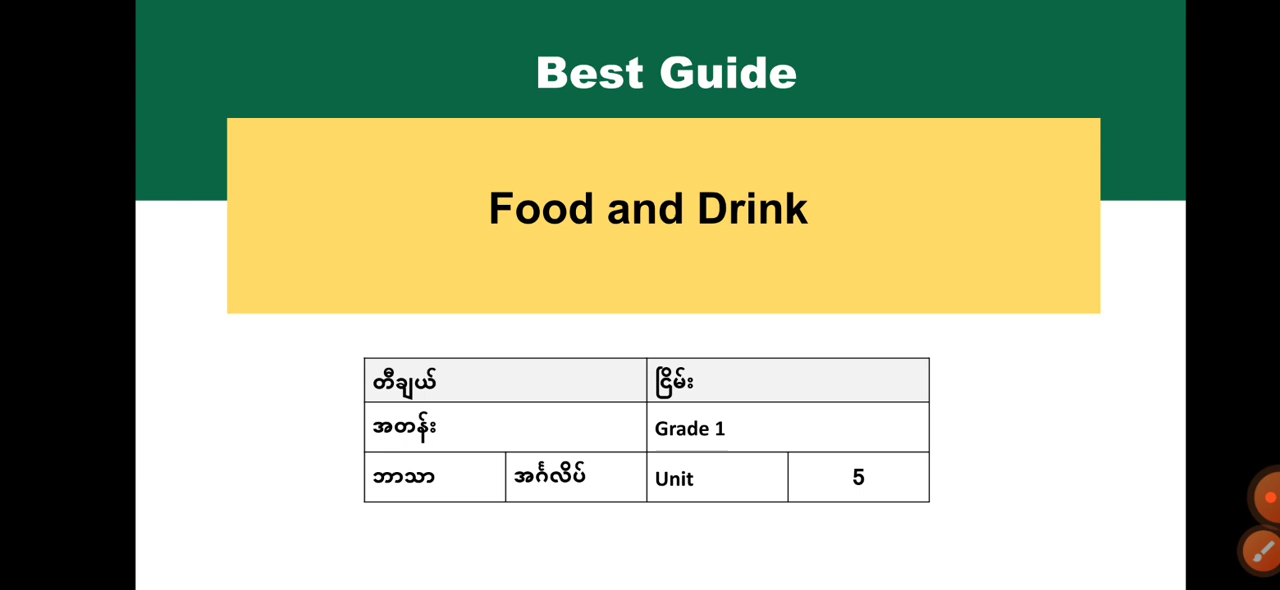 Best Guide
Food and Drink
တီချယ် ငြိမ်း
အတန်း Grade 1
ဘာသာ အင်္ဂလိပ် Unit 5